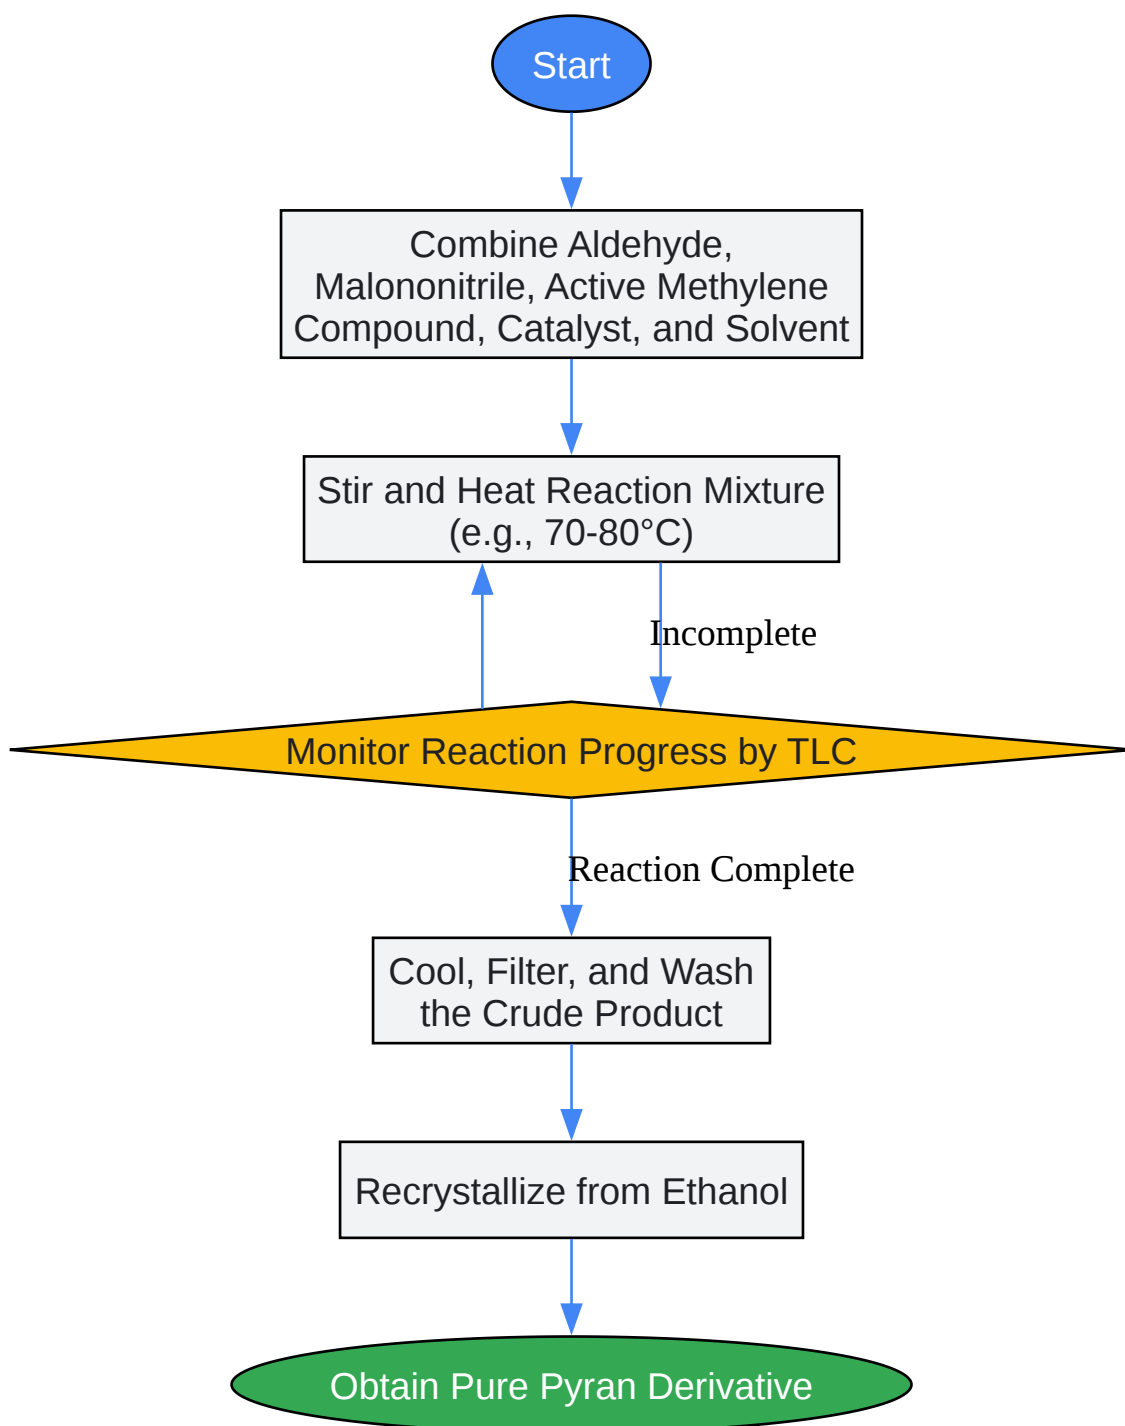 Start
Combine Aldehyde,
Malononitrile, Active Methylene
Compound, Catalyst, and Solvent
Stir and Heat Reaction Mixture
(e.g., 70-80°C)
Incomplete
Monitor Reaction Progress by TLC
Reaction Complete
Cool, Filter, and Wash
the Crude Product
Recrystallize from Ethanol
Obtain Pure Pyran Derivative